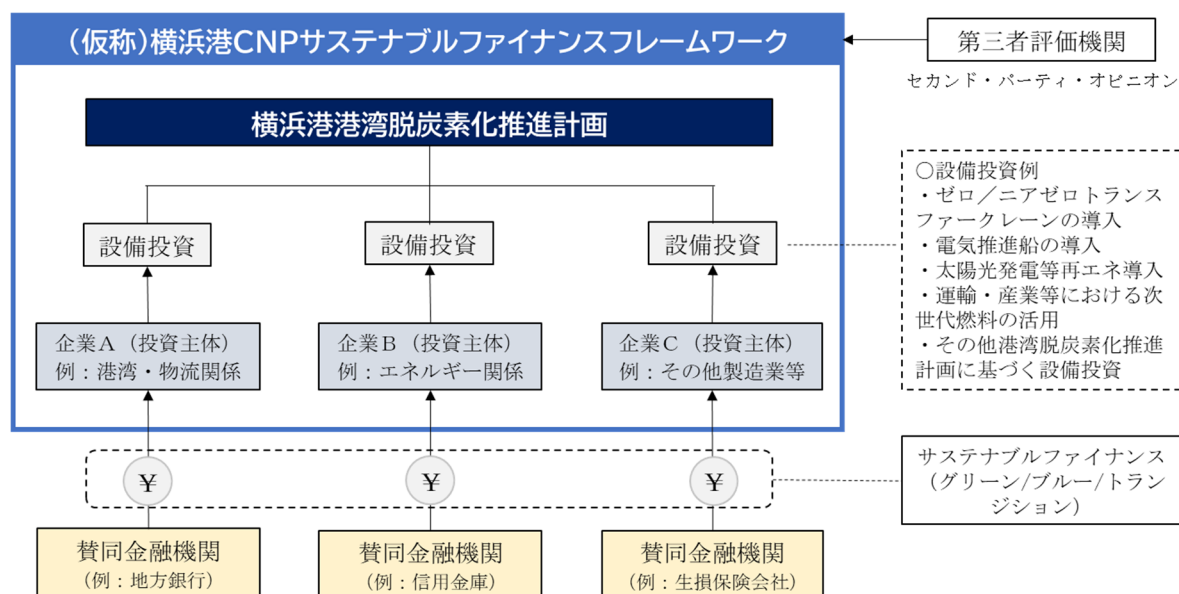 （仮称）横浜港CNPサステナブルファイナンスフレームワーク
第三者評価機関
セカンド・パーティ・オピニオン
横浜港港湾脱炭素化推進計画
設備投資
設備投資
設備投資
○設備投資例
・ゼロ／ニアゼロトランス
ファークレーンの導入
・電気推進船の導入
・太陽光発電等再エネ導入
・運輸・産業等における次
世代燃料の活用
・その他港湾脱炭素化推進
計画に基づく設備投資
企業Ａ（投資主体）
例：港湾・物流関係
企業Ｂ（投資主体）
例：エネルギー関係
企業Ｃ（投資主体）
例：その他製造業等
￥
￥
￥
サステナブルファイナンス
（グリーン/ブルー/トラン
ジション）
賛同金融機関
（例：地方銀行）
賛同金融機関
（例：信用金庫）
賛同金融機関
（例：生損保険会社）